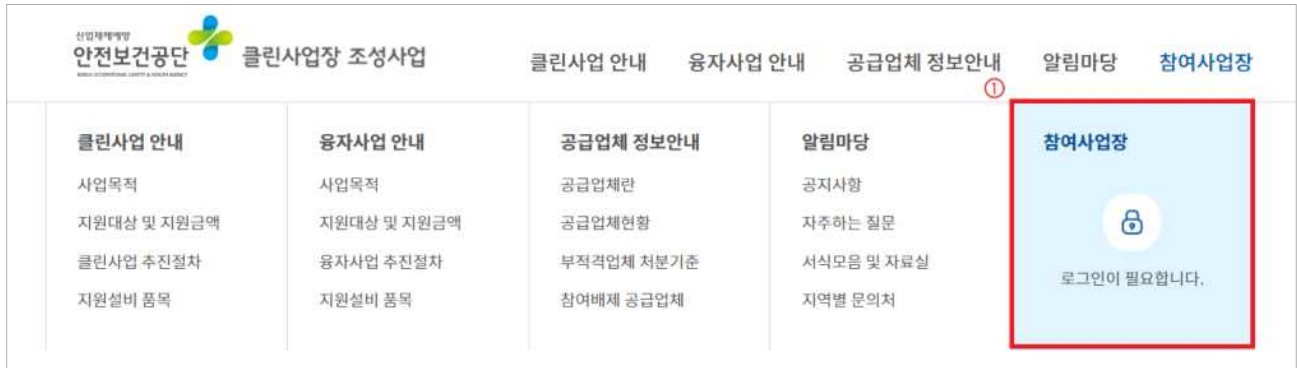 산업재해예방
안전보건공단
KOREA OCCUPATIONAL SAFETY & HEALTH AGENCY
클린사업장 조성사업
클린사업 안내 융자사업 안내 공급업체 정보안내 알림마당 참여사업장
①
클린사업 안내
사업목적
지원대상 및 지원금액
클린사업 추진절차
지원설비 품목
융자사업 안내
사업목적
지원대상 및 지원금액
융자사업 추진절차
지원설비 품목
공급업체 정보안내
공급업체란
공급업체현황
부적격업체 처분기준
참여배제 공급업체
알림마당
공지사항
자주하는 질문
서식모음 및 자료실
지역별 문의처
참여사업장
로그인이 필요합니다.